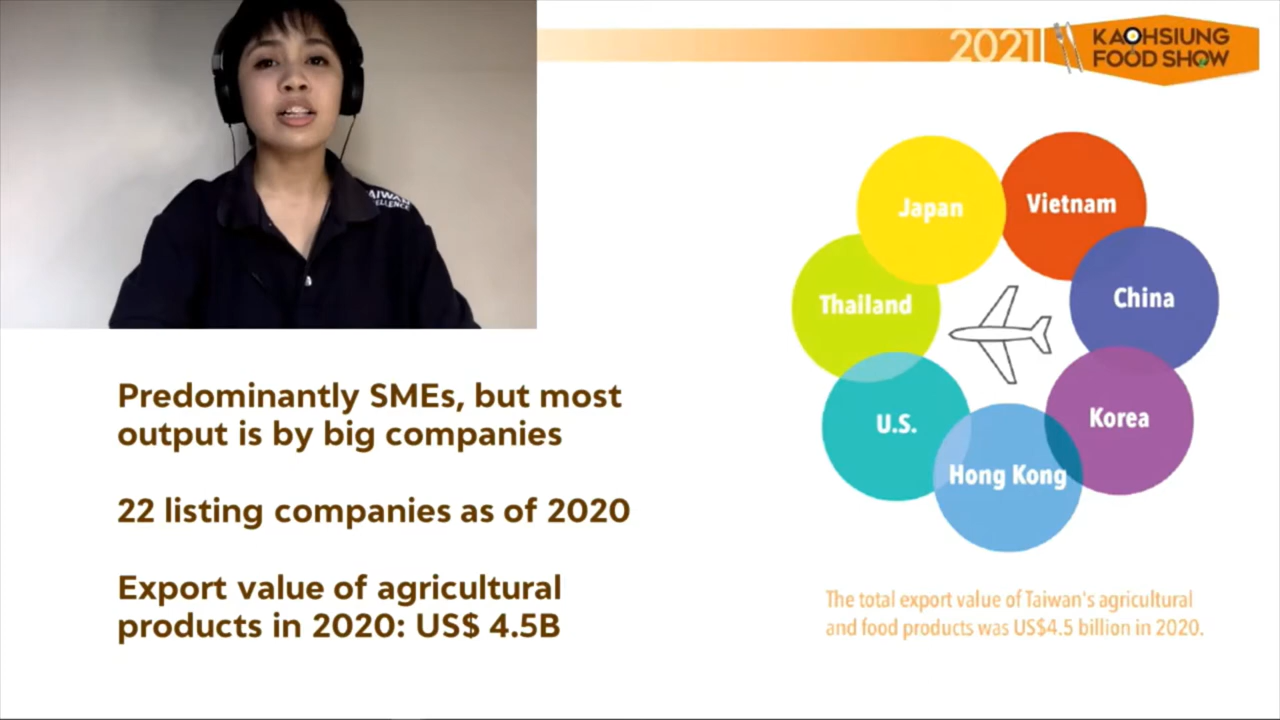 2021
KAOHSIUNG
FOOD SHOW
Japan
Vietnam
Thailand
China
U.S.
Korea
Hong Kong
Predominantly SMEs, but most
output is by big companies
22 listing companies as of 2020
Export value of agricultural
products in 2020: US$ 4.5B
The total export value of Taiwan's agricultural
and food products was US$4.5 billion in 2020.